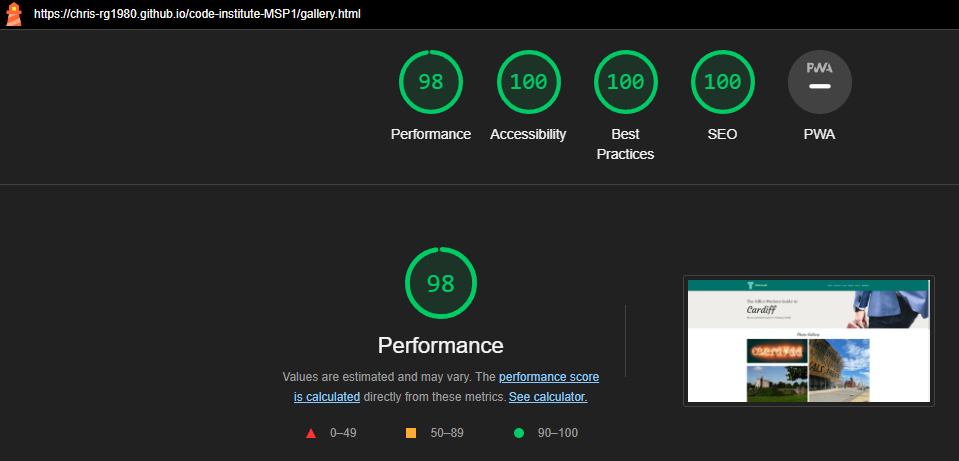 https://chris-rg1980.github.io/code-institute-MSP1/gallery.html
98
100
100
100
PWA
Performance
Accessibility
Best
Practices
SEO
PWA
98
Performance
Values are estimated and may vary. The performance score
is calculated directly from these metrics. See calculator.
0–49
50–89
90–100
The Office Workers Guide to
Cardiff
Photo Gallery